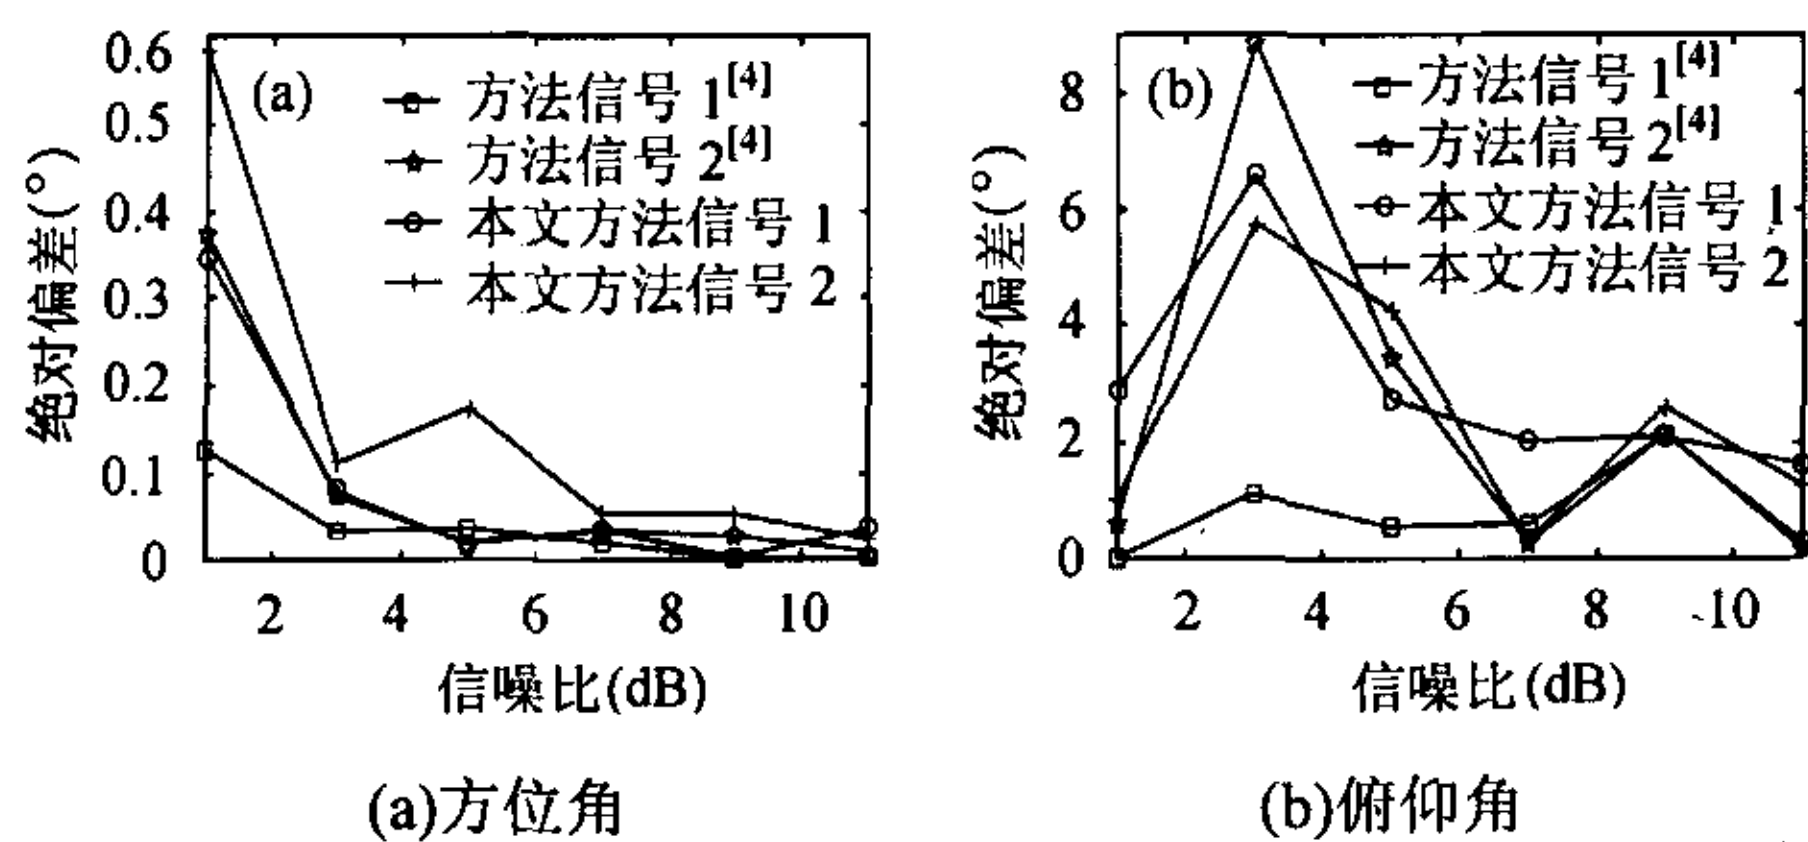 绝对偏差(°)
0.6
0.5
0.4
0.3
0.2
0.1
0
(a)
方法信号 1[4]
方法信号 2[4]
本文方法信号 1
本文方法信号 2
2 4 6 8 10
信噪比(dB)
(a)方位角
绝对偏差(°)
8
6
4
2
0
(b)
方法信号 1[4]
方法信号 2[4]
本文方法信号 1
本文方法信号 2
2 4 6 8 10
信噪比(dB)
(b)俯仰角